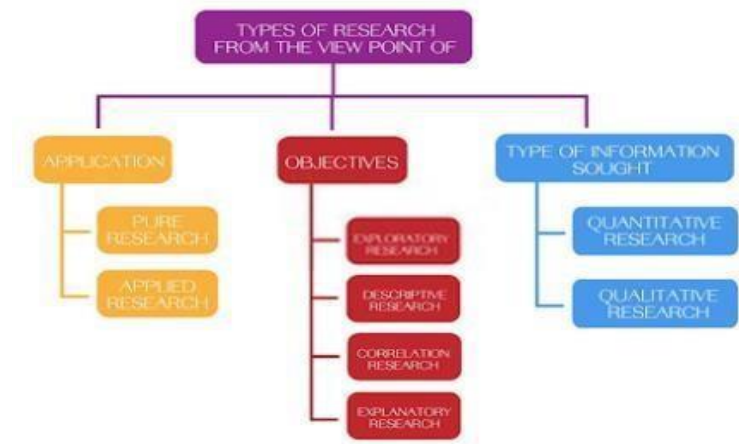 TYPES OF RESEARCH
FROM THE VIEW POINT OF
APPLICATION
PURE
RESEARCH
APPLIED
RESEARCH
OBJECTIVES
EXPLORATORY
RESEARCH
DESCRIPTIVE
RESEARCH
CORRELATION
RESEARCH
EXPLANATORY
RESEARCH
TYPE OF INFORMATION
SOUGHT
QUANTITATIVE
RESEARCH
QUALITATIVE
RESEARCH